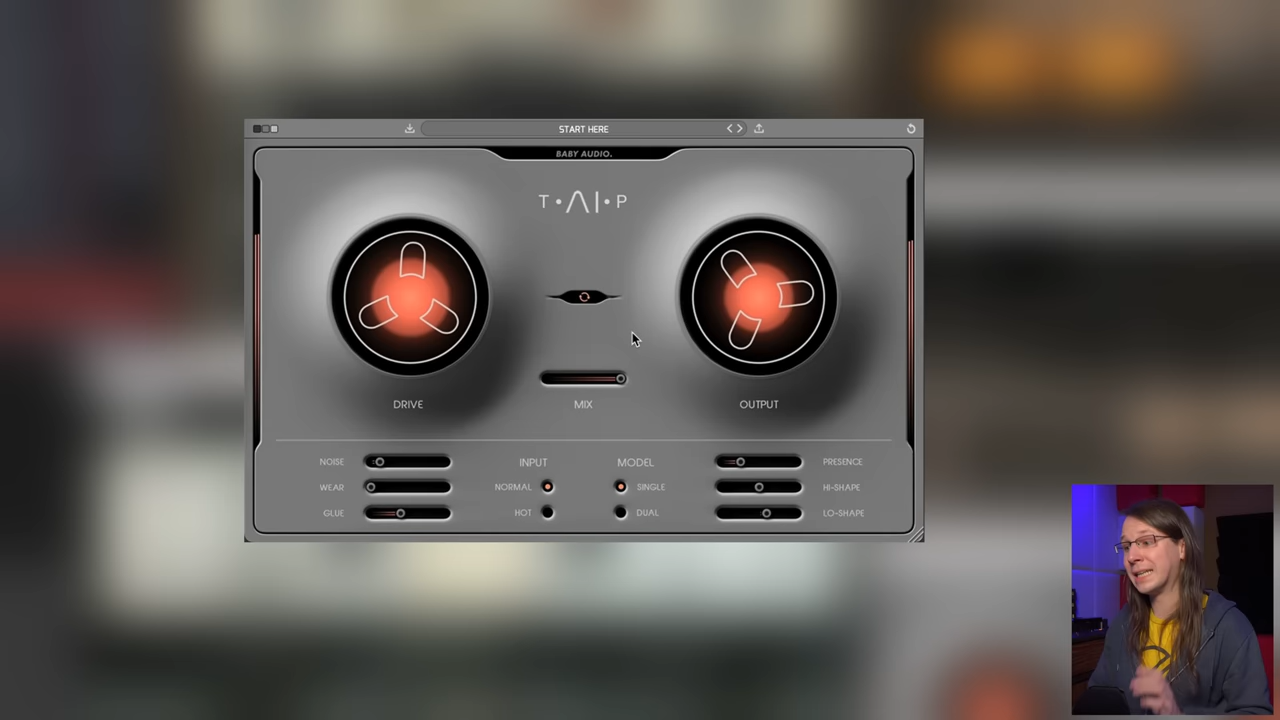 START HERE
BABY AUDIO.
T•AI•P
DRIVE
MIX
OUTPUT
NOISE
INPUT
MODEL
PRESENCE
WEAR
NORMAL
SINGLE
HI-SHAPE
GLUE
HOT
DUAL
LO-SHAPE